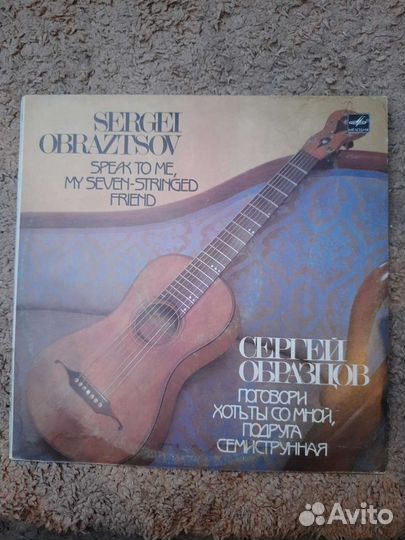 SERGEI
OBRAZTSOV
SPEAK TO ME,
MY SEVEN-STRINGED
FRIEND
МЕЛОДИЯ
СЕРГЕЙ
ОБРАЗЦОВ
ПОГОВОРИ
ХОТЬ ТЫ СО МНОЙ,
ПОДРУГА
СЕМИСТРУННАЯ
Avito